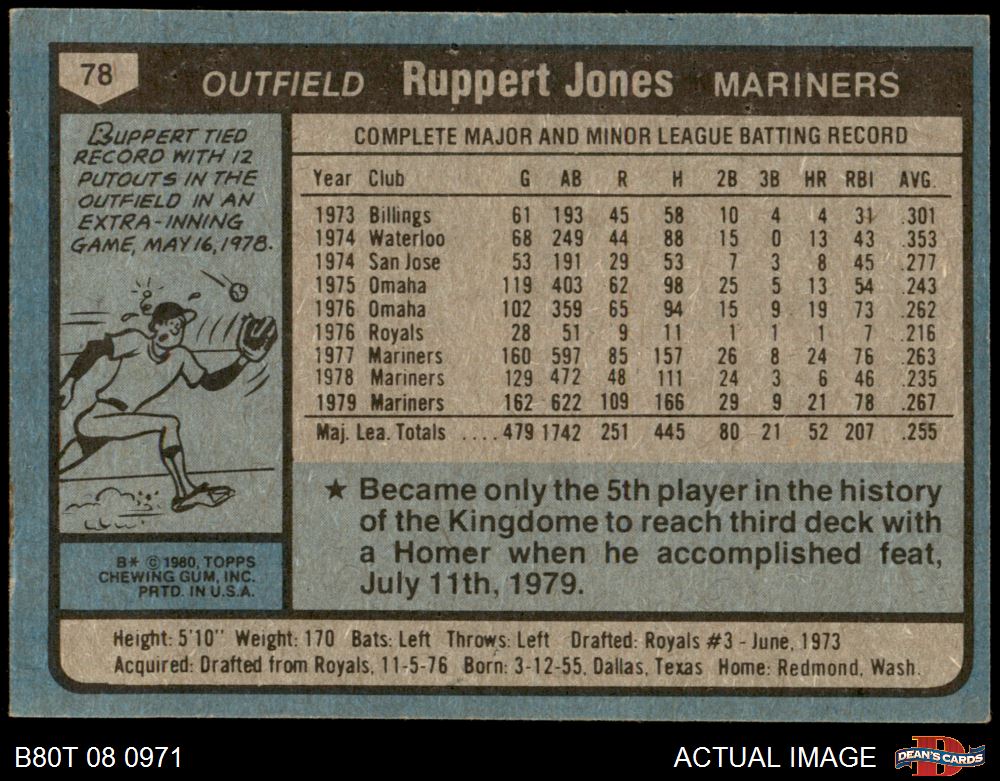 78
OUTFIELD Ruppert Jones MARINERS
RUPPERT TIED
RECORD WITH 12
PUTOUTS IN THE
OUTFIELD IN AN
EXTRA-INNING
GAME, MAY 16, 1978.
COMPLETE MAJOR AND MINOR LEAGUE BATTING RECORD
Year Club G AB R H 2B 3B HR RBI AVG.
1973 Billings 61 193 45 58 10 4 4 31 .301
1974 Waterloo 68 249 44 88 15 0 13 43 .353
1974 San Jose 53 191 29 53 7 3 8 45 .277
1975 Omaha 119 403 62 98 25 5 13 54 .243
1976 Omaha 102 359 65 94 15 9 19 73 .262
1976 Royals 28 51 9 11 1 1 1 7 .216
1977 Mariners 160 597 85 157 26 8 24 76 .263
1978 Mariners 129 472 48 111 24 3 6 46 .235
1979 Mariners 162 622 109 166 29 9 21 78 .267
Maj. Lea. Totals ....479 1742 251 445 80 21 52 207 .255
★ Became only the 5th player in the history
of the Kingdome to reach third deck with
a Homer when he accomplished feat,
July 11th, 1979.
B* © 1980, TOPPS
CHEWING GUM, INC.
PRTD. IN U.S.A.
Height: 5'10" Weight: 170 Bats: Left Throws: Left Drafted: Royals #3 - June, 1973
Acquired: Drafted from Royals, 11-5-76 Born: 3-12-55, Dallas, Texas Home: Redmond, Wash.
B80T 08 0971
ACTUAL IMAGE
D
DEAN'S CARDS